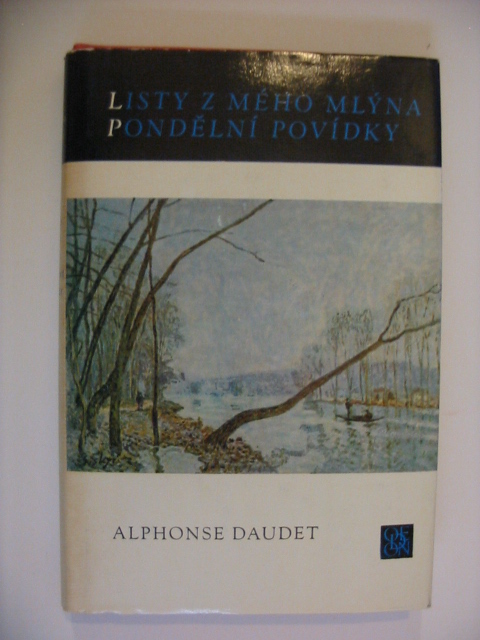 LISTY Z MÉHO MLÝNA
PONDĚLNÍ POVÍDKY
ALPHONSE DAUDET